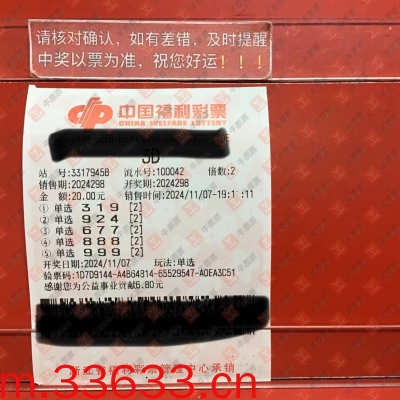 请核对确认，如有差错，及时提醒
中奖以票为准，祝您好运！！！
中国福利彩票
CHINA WELFARE LOTTERY
3D
站 号:33179458 流水号:100042 倍数:2
销售期:2024298 开奖期:2024298
金 额:20.00元 销售时间:2024/11/07-19:1 :11
① 单选 3 1 9 [2]
② 单选 9 2 4 [2]
③ 单选 6 7 7 [2]
④ 单选 8 8 8 [2]
⑤ 单选 9 9 9 [2]
开奖日期:2024/11/07 玩法:单选
验票码:1D7D9144-A4B64314-65529547-A0EA3C51
感谢您为公益事业贡献6.80元
中心承销
m.33633.cn